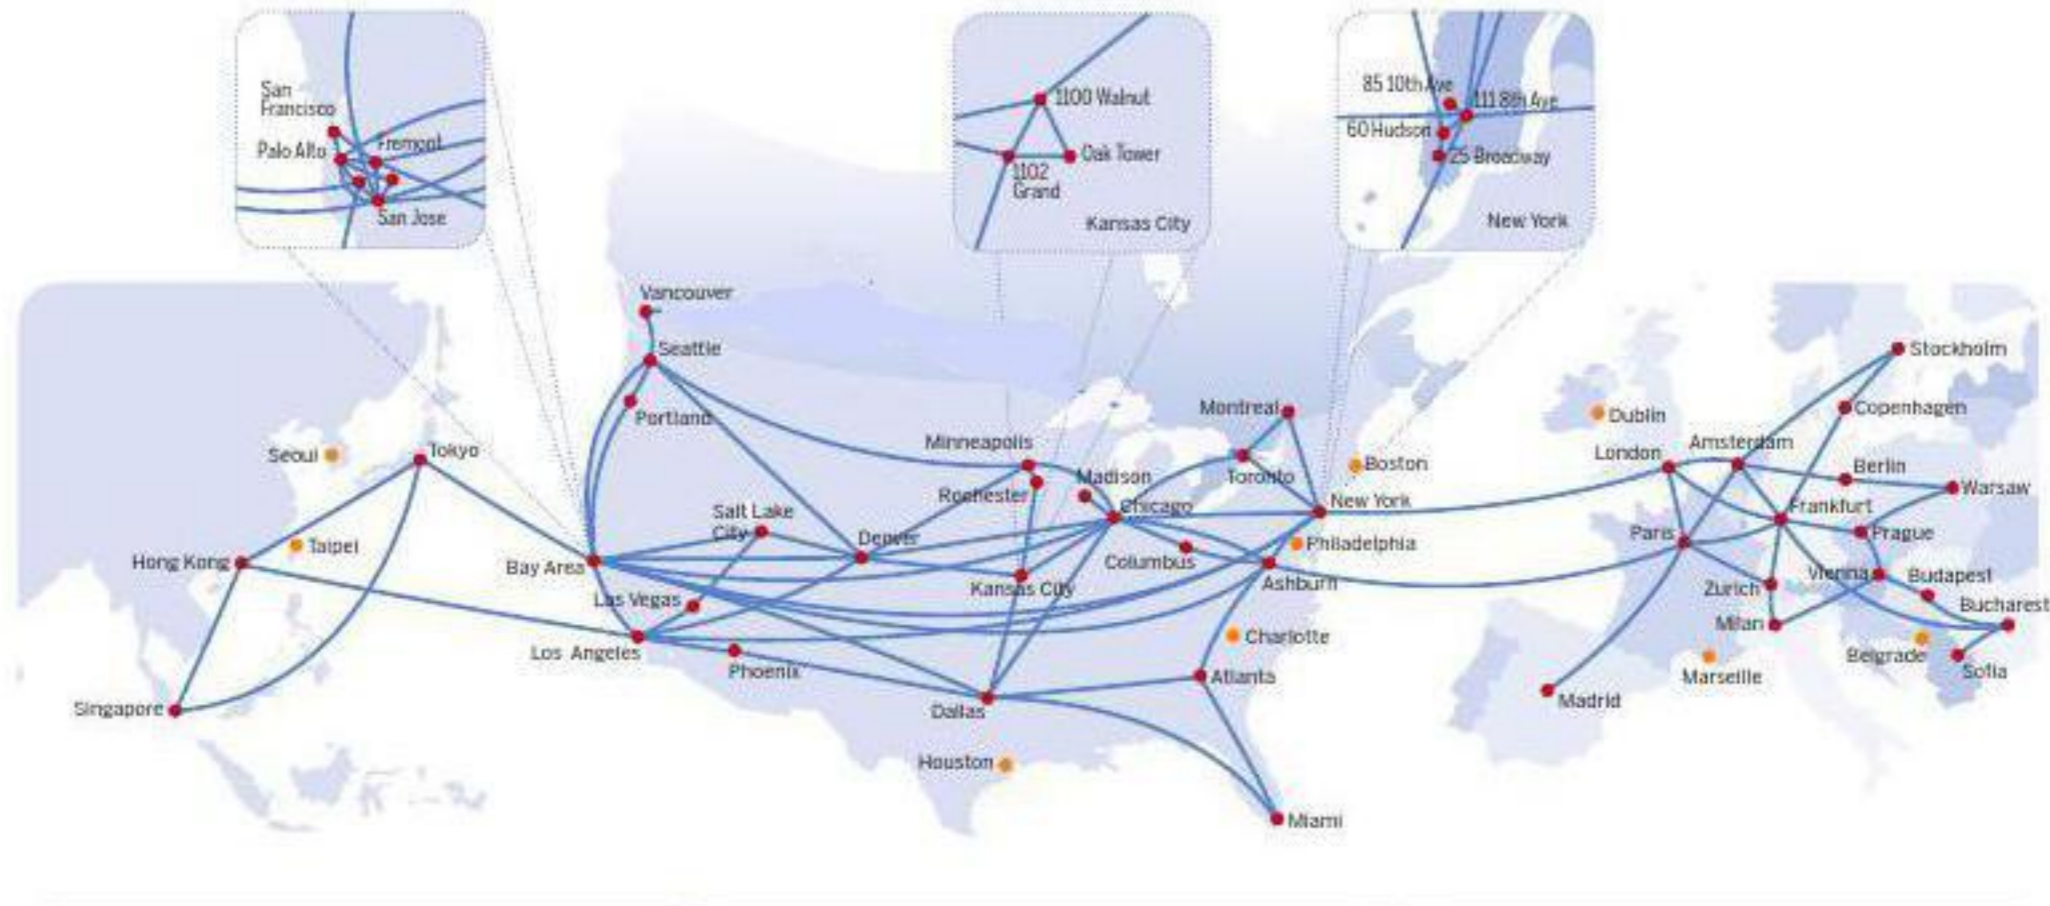 San
Francisco
Palo Alto
Fremont
San Jose
1100 Walnut
Oak Tower
1102
Grand
Kansas City
85 10th Ave
111 8th Ave
60 Hudson
25 Broadway
New York
Vancouver
Seattle
Portland
Seoul
Tokyo
Taipei
Hong Kong
Singapore
Bay Area
Salt Lake
City
Las Vegas
Los Angeles
Phoenix
Denver
Minneapolis
Rochester
Madison
Chicago
Kansas City
Columbus
Dallas
Houston
Montreal
Toronto
Boston
New York
Philadelphia
Ashburn
Charlotte
Atlanta
Miami
Dublin
London
Amsterdam
Stockholm
Copenhagen
Berlin
Warsaw
Frankfurt
Prague
Paris
Zurich
Vienna
Budapest
Bucharest
Milan
Belgrade
Sofia
Marseille
Madrid